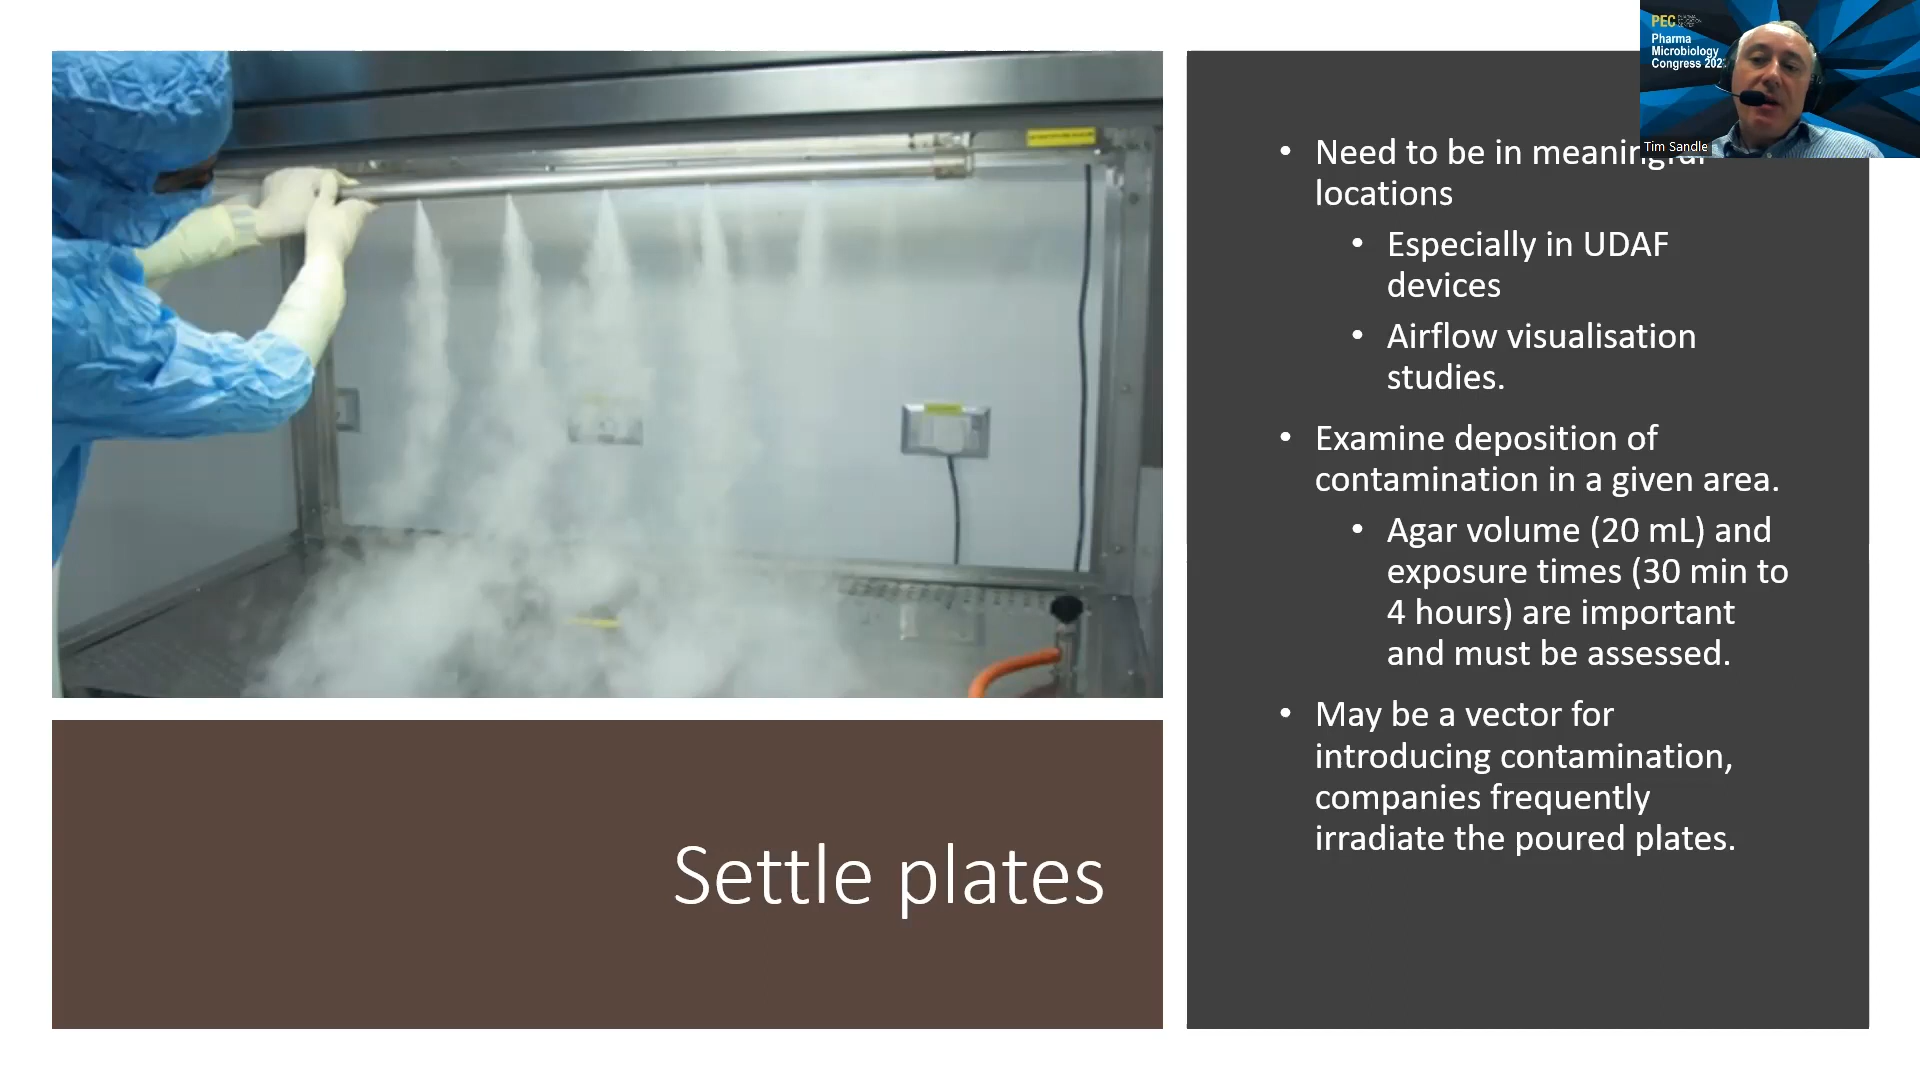 Settle plates
• Need to be in meaningful
locations
• Especially in UDAF
devices
• Airflow visualisation
studies.
• Examine deposition of
contamination in a given area.
• Agar volume (20 mL) and
exposure times (30 min to
4 hours) are important
and must be assessed.
• May be a vector for
introducing contamination,
companies frequently
irradiate the poured plates.
PEC
Pharma
Microbiology
Congress 202
Tim Sandle